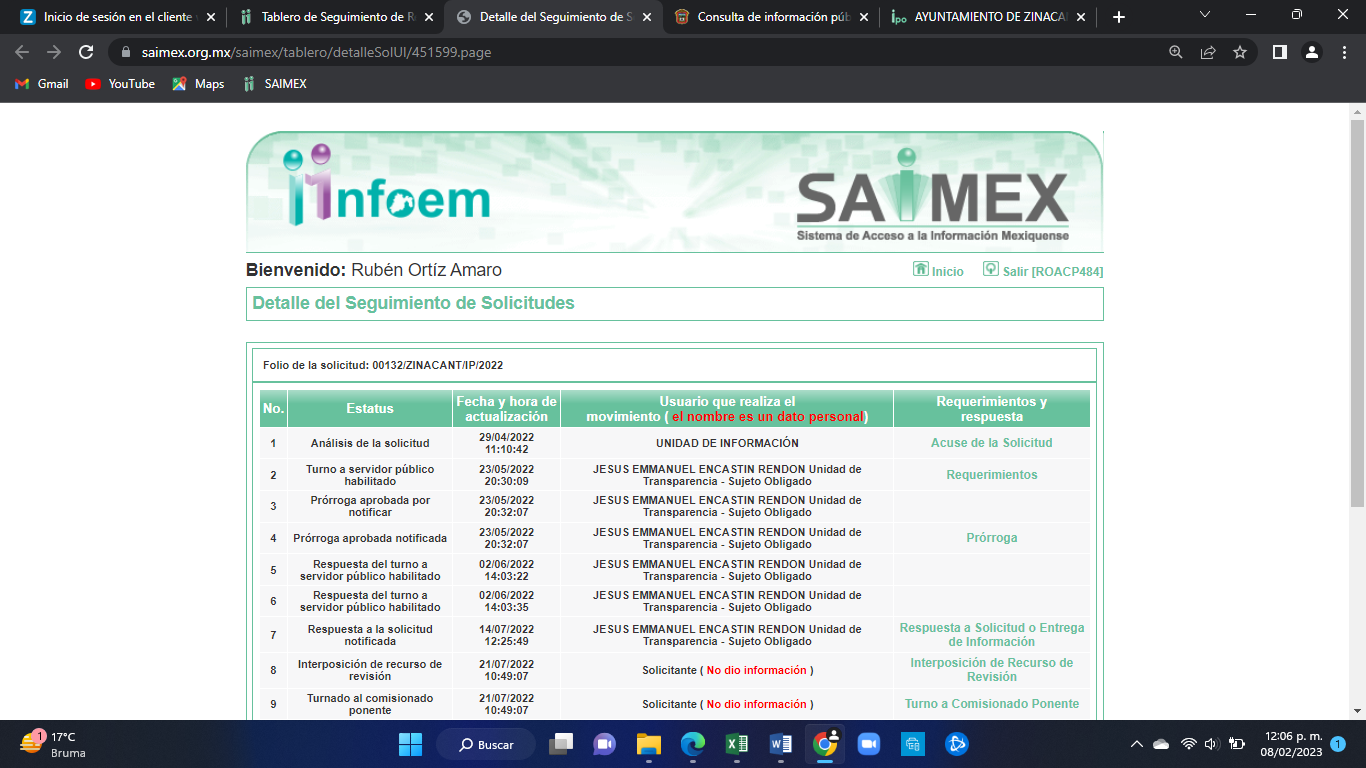 Inicio de sesión en el cliente
Tablero de Seguimiento de
Detalle del Seguimiento de S
Consulta de información púb
AYUNTAMIENTO DE ZINACA
saimex.org.mx/saimex/tablero/detalleSolUI/451599.page
Gmail
YouTube
Maps
SAIMEX
infoem
SAIMEX
Sistema de Acceso a la Información Mexiquense
Bienvenido: Rubén Ortíz Amaro
Inicio
Salir [ROACP484]
Detalle del Seguimiento de Solicitudes
Folio de la solicitud: 00132/ZINACANT/IP/2022
No.
Estatus
Fecha y hora de
actualización
Usuario que realiza el
movimiento ( el nombre es un dato personal)
Requerimientos y
respuesta
1
Análisis de la solicitud
29/04/2022
11:10:42
UNIDAD DE INFORMACIÓN
Acuse de la Solicitud
2
Turno a servidor público
habilitado
23/05/2022
20:30:09
JESUS EMMANUEL ENCASTIN RENDON Unidad de
Transparencia - Sujeto Obligado
Requerimientos
3
Prórroga aprobada por
notificar
23/05/2022
20:32:07
JESUS EMMANUEL ENCASTIN RENDON Unidad de
Transparencia - Sujeto Obligado
4
Prórroga aprobada notificada
23/05/2022
20:32:07
JESUS EMMANUEL ENCASTIN RENDON Unidad de
Transparencia - Sujeto Obligado
Prórroga
5
Respuesta del turno a
servidor público habilitado
02/06/2022
14:03:22
JESUS EMMANUEL ENCASTIN RENDON Unidad de
Transparencia - Sujeto Obligado
6
Respuesta del turno a
servidor público habilitado
02/06/2022
14:03:35
JESUS EMMANUEL ENCASTIN RENDON Unidad de
Transparencia - Sujeto Obligado
7
Respuesta a la solicitud
notificada
14/07/2022
12:25:49
JESUS EMMANUEL ENCASTIN RENDON Unidad de
Transparencia - Sujeto Obligado
Respuesta a Solicitud o Entrega
de Información
8
Interposición de recurso de
revisión
21/07/2022
10:49:07
Solicitante ( No dio información )
Interposición de Recurso de
Revisión
9
Turnado al comisionado
ponente
21/07/2022
10:49:07
Solicitante ( No dio información )
Turno a Comisionado Ponente
1
17°C
Bruma
Buscar
12:06 p. m.
08/02/2023
1